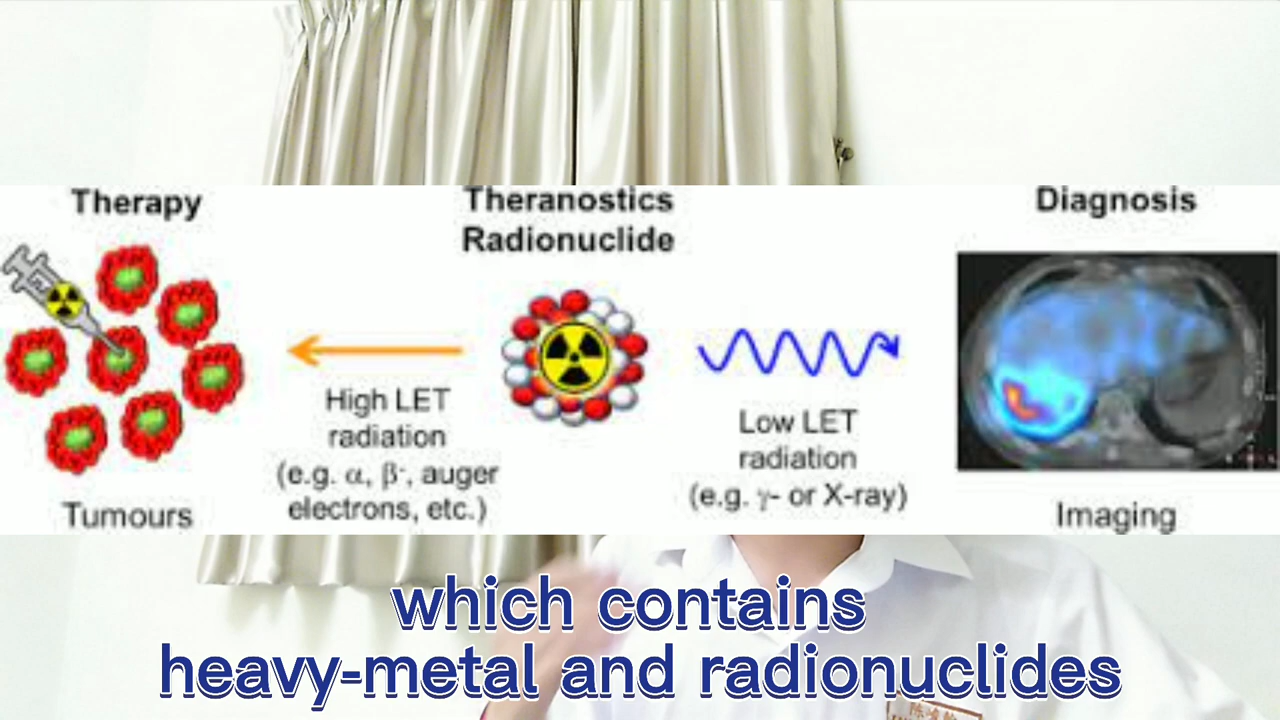 Therapy
Theranostics
Radionuclide
Diagnosis
High LET
radiation
(e.g. α, β⁻, auger
electrons, etc.)
Low LET
radiation
(e.g. γ- or X-ray)
Tumours
Imaging
which contains
heavy-metal and radionuclides